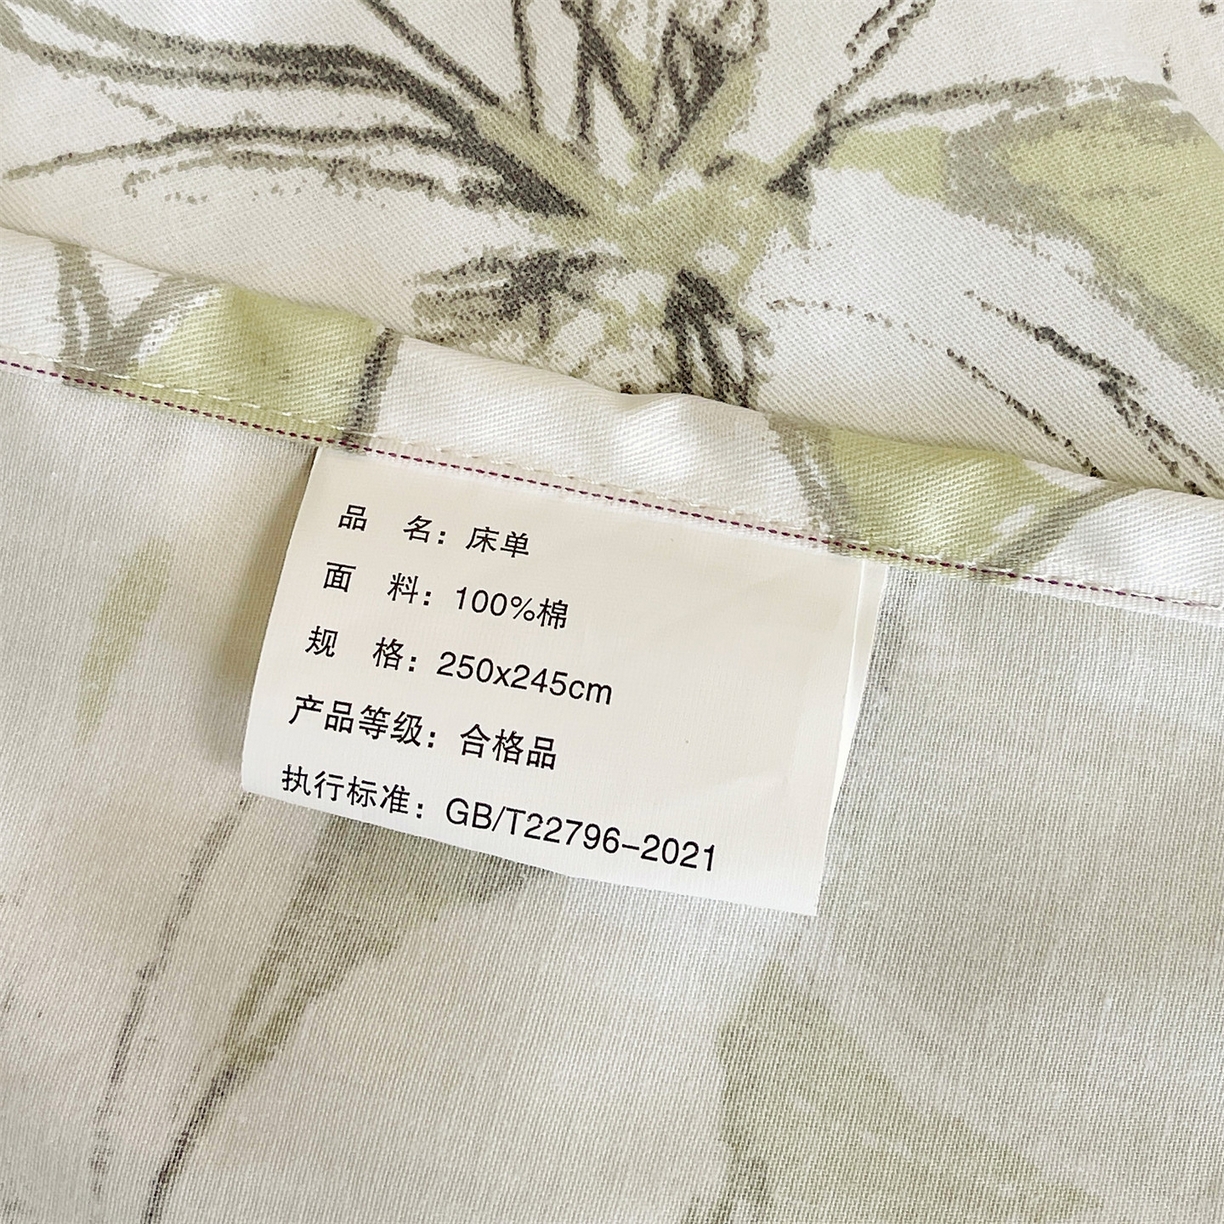 品　名：床单
面　料：100%棉
规　格：250x245cm
产品等级：合格品
执行标准：GB/T22796-2021